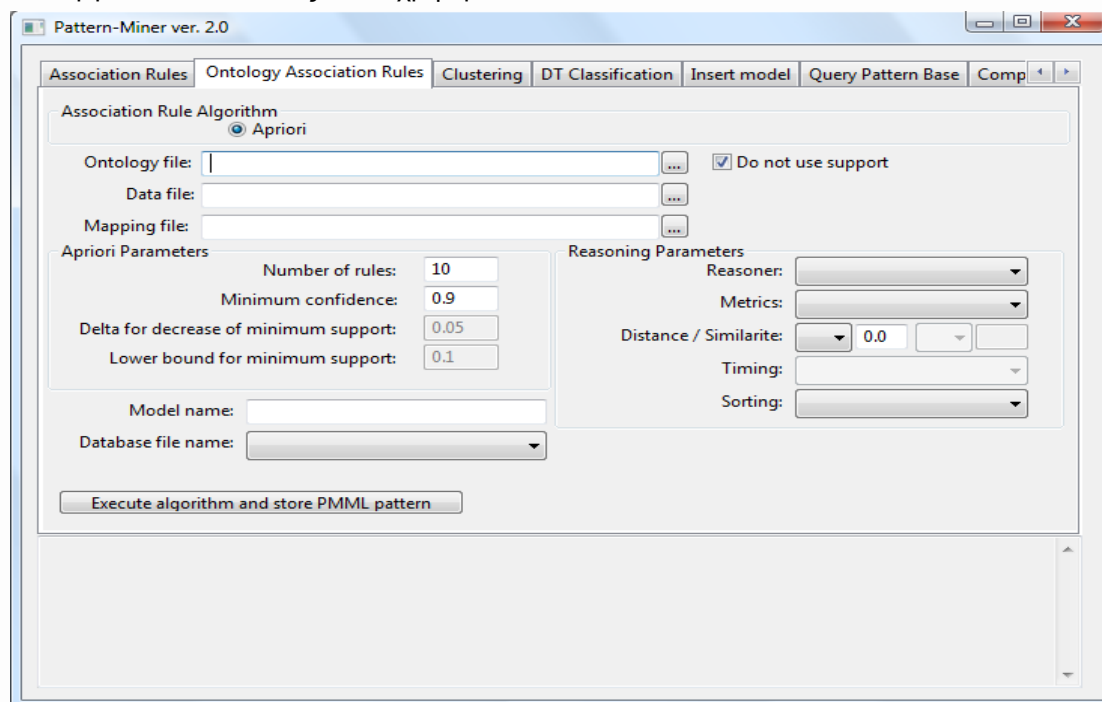 Pattern-Miner ver. 2.0
Association Rules Ontology Association Rules Clustering DT Classification Insert model Query Pattern Base Comp
Association Rule Algorithm
Apriori
Ontology file: ... Do not use support
Data file: ...
Mapping file: ...
Apriori Parameters
Number of rules: 10
Minimum confidence: 0.9
Delta for decrease of minimum support: 0.05
Lower bound for minimum support: 0.1
Reasoning Parameters
Reasoner:
Metrics:
Distance / Similarite: 0.0
Timing:
Sorting:
Model name:
Database file name:
Execute algorithm and store PMML pattern